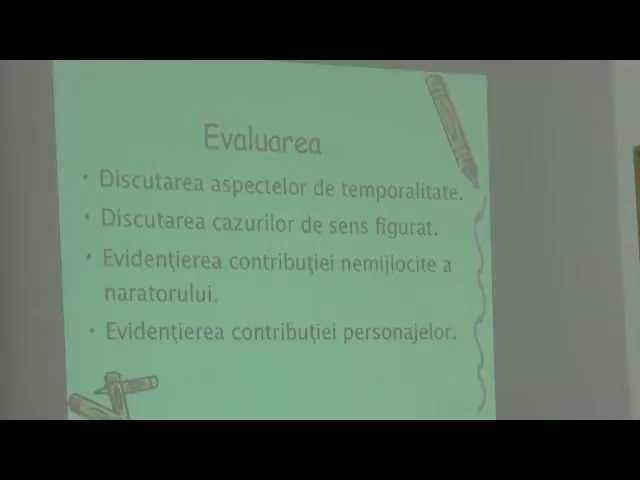 Evaluarea
• Discutarea aspectelor de temporalitate.
• Discutarea cazurilor de sens figurat.
• Evidenţierea contribuţiei nemijlocite a
naratorului.
• Evidenţierea contribuţiei personajelor.